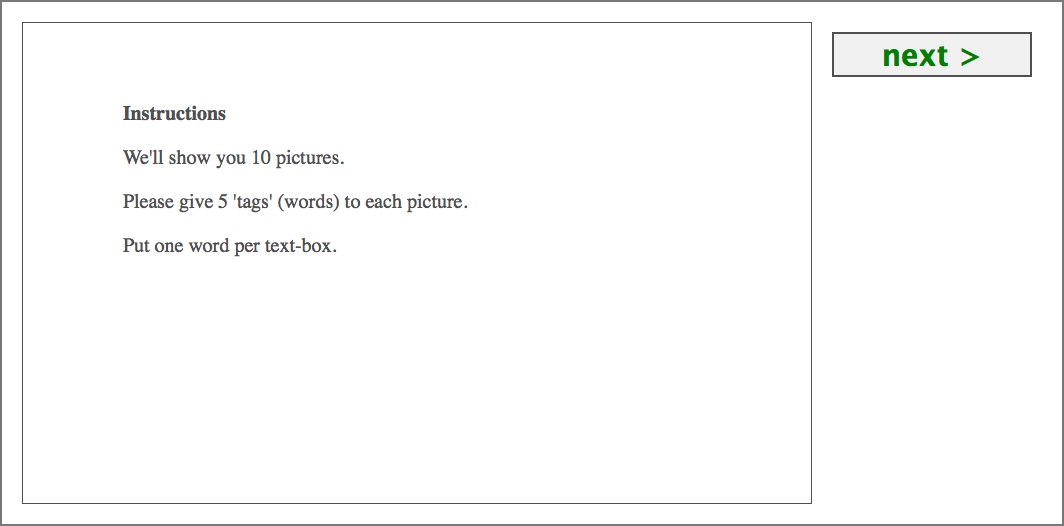 next >
Instructions
We'll show you 10 pictures.
Please give 5 'tags' (words) to each picture.
Put one word per text-box.